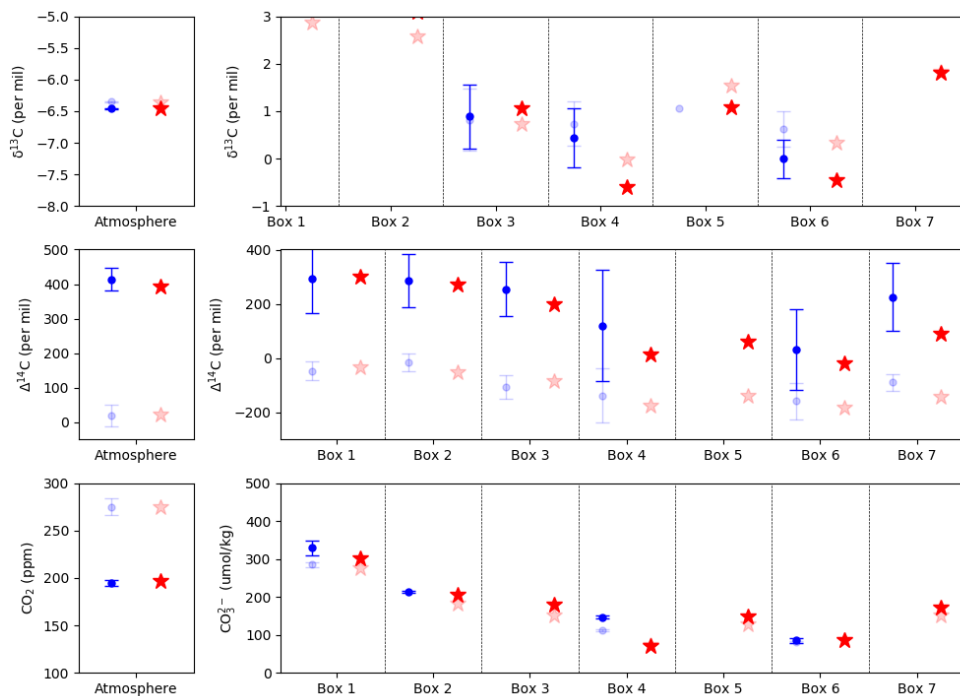 δ¹³C (per mil)
−5.0
−5.5
−6.0
−6.5
−7.0
−7.5
−8.0
Atmosphere
δ¹³C (per mil)
3
2
1
0
−1
Box 1 Box 2 Box 3 Box 4 Box 5 Box 6 Box 7
Δ¹⁴C (per mil)
500
400
300
200
100
0
Atmosphere
Δ¹⁴C (per mil)
400
200
0
−200
Box 1 Box 2 Box 3 Box 4 Box 5 Box 6 Box 7
CO₂ (ppm)
300
250
200
150
100
Atmosphere
CO₃²⁻ (umol/kg)
500
400
300
200
100
0
Box 1 Box 2 Box 3 Box 4 Box 5 Box 6 Box 7